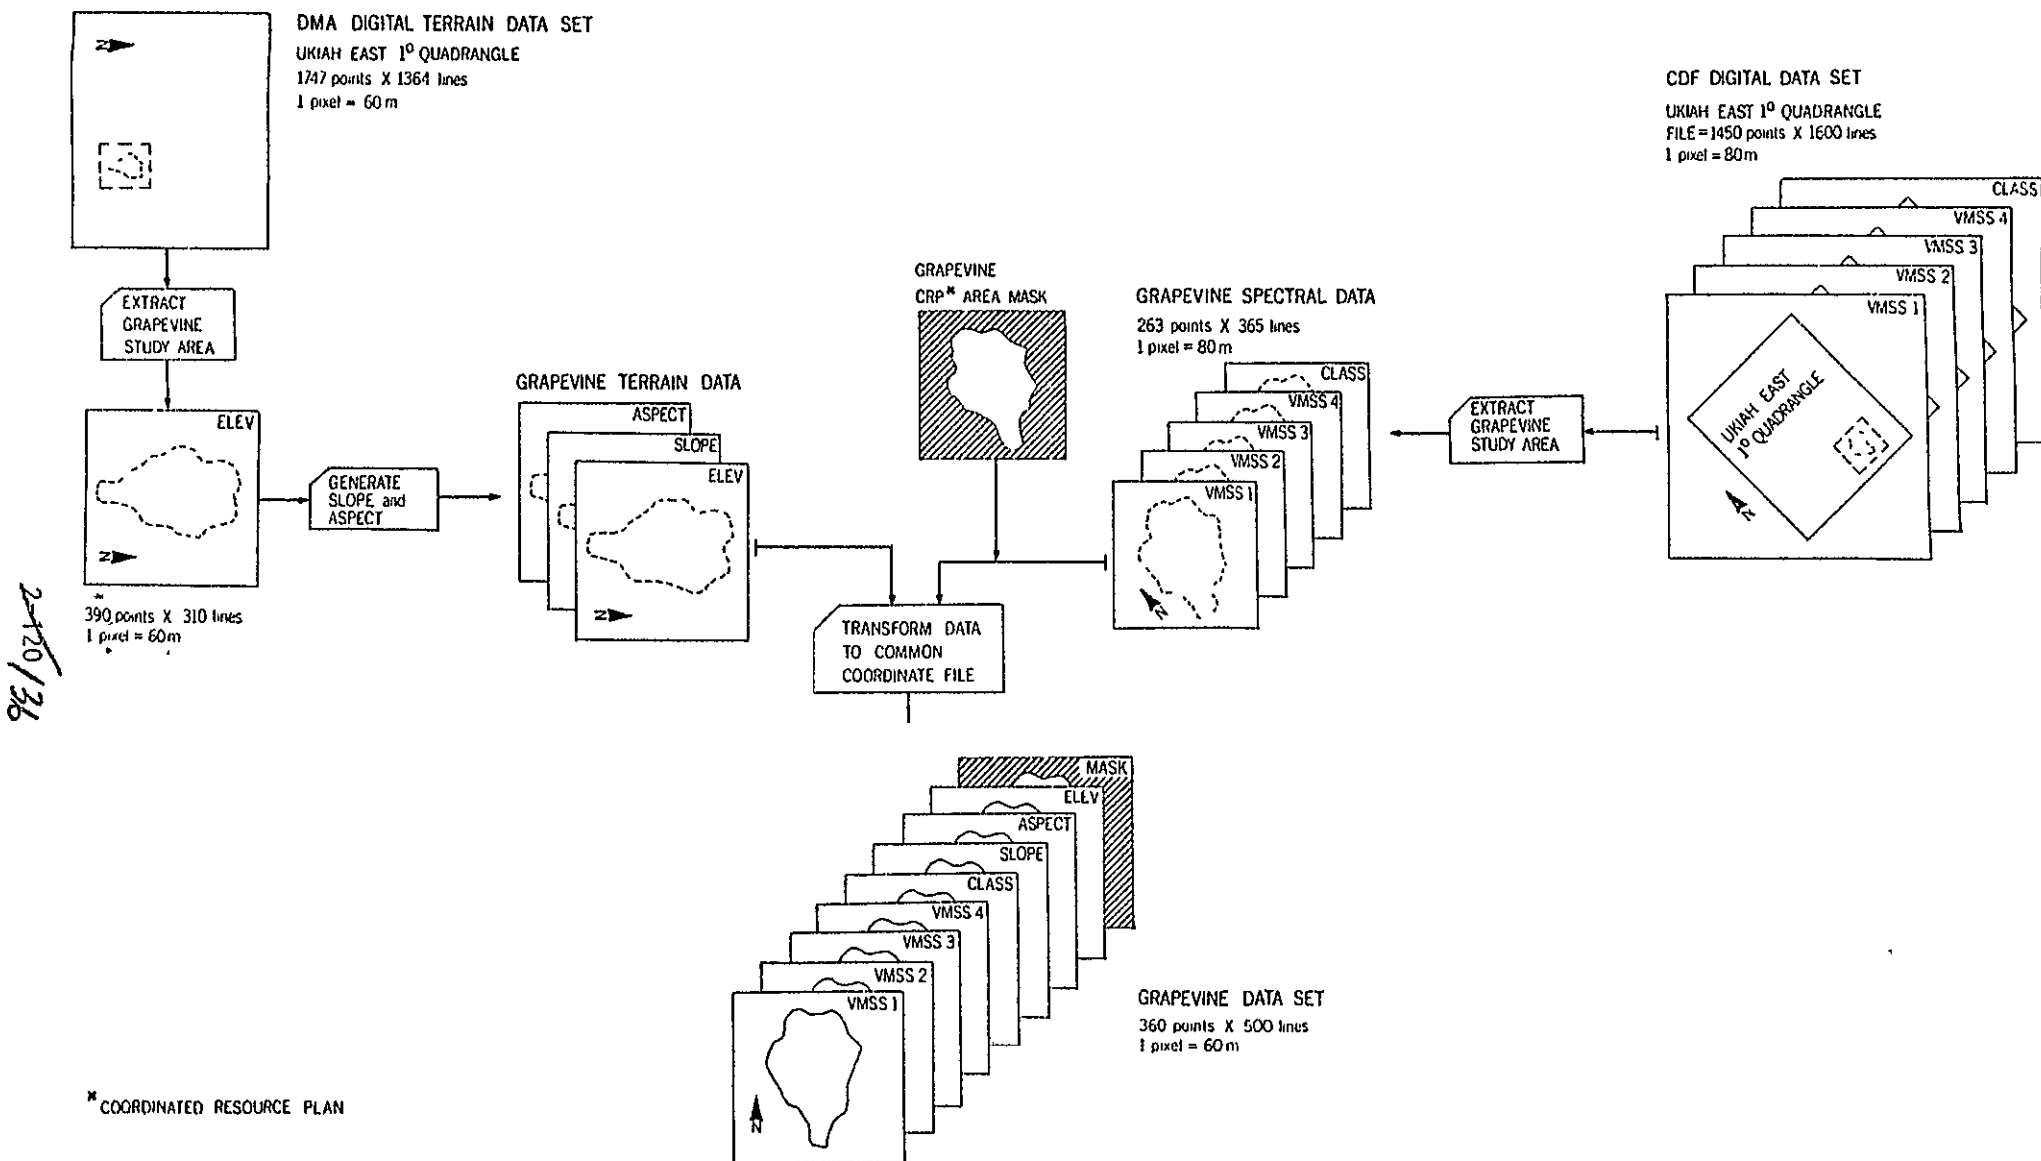 DMA DIGITAL TERRAIN DATA SET
UKIAH EAST 1⁰ QUADRANGLE
1747 points X 1364 lines
1 pixel = 60 m
N
EXTRACT
GRAPEVINE
STUDY AREA
ELEV
N
*
390 points X 310 lines
1 pixel = 60 m
GENERATE
SLOPE and
ASPECT
GRAPEVINE TERRAIN DATA
ASPECT
SLOPE
ELEV
N
GRAPEVINE
CRP* AREA MASK
GRAPEVINE SPECTRAL DATA
263 points X 365 lines
1 pixel = 80 m
CLASS
VMSS 4
VMSS 3
VMSS 2
VMSS 1
N
EXTRACT
GRAPEVINE
STUDY AREA
CDF DIGITAL DATA SET
UKIAH EAST 1⁰ QUADRANGLE
FILE = 1450 points X 1600 lines
1 pixel = 80 m
CLASS
VMSS 4
VMSS 3
VMSS 2
VMSS 1
UKIAH EAST
1⁰ QUADRANGLE
N
TRANSFORM DATA
TO COMMON
COORDINATE FILE
MASK
ELEV
ASPECT
SLOPE
CLASS
VMSS 4
VMSS 3
VMSS 2
VMSS 1
N
GRAPEVINE DATA SET
360 points X 500 lines
1 pixel = 60 m
* COORDINATED RESOURCE PLAN